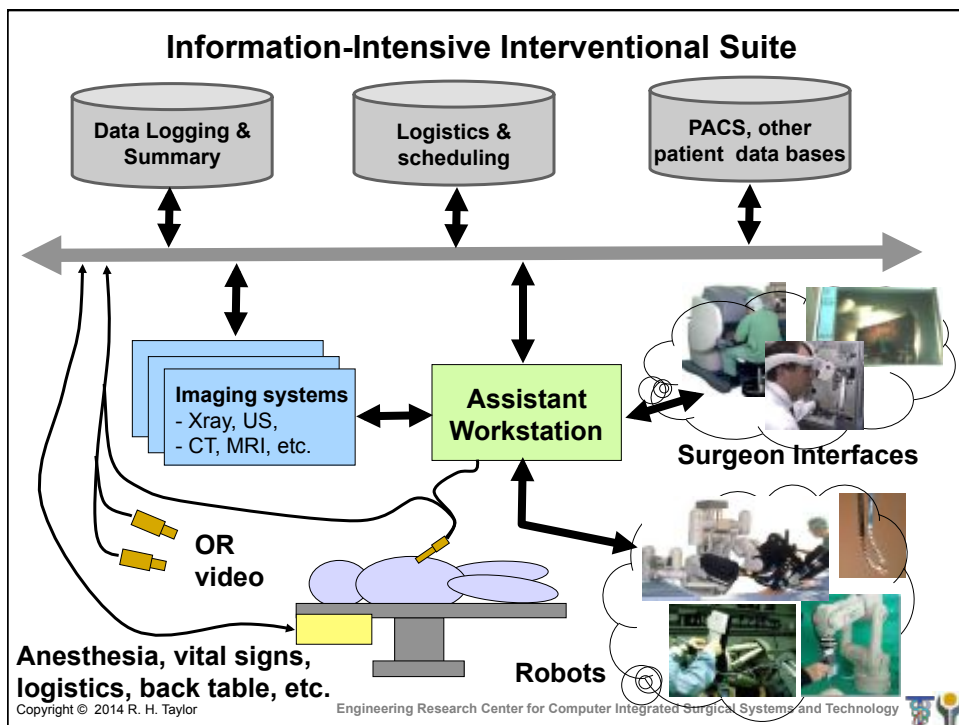 Information-Intensive Interventional Suite
Data Logging &
Summary
Logistics &
scheduling
PACS, other
patient data bases
Imaging systems
- Xray, US,
- CT, MRI, etc.
Assistant
Workstation
Surgeon Interfaces
OR
video
Anesthesia, vital signs,
logistics, back table, etc.
Robots
Copyright © 2014 R. H. Taylor
Engineering Research Center for Computer Integrated Surgical Systems and Technology